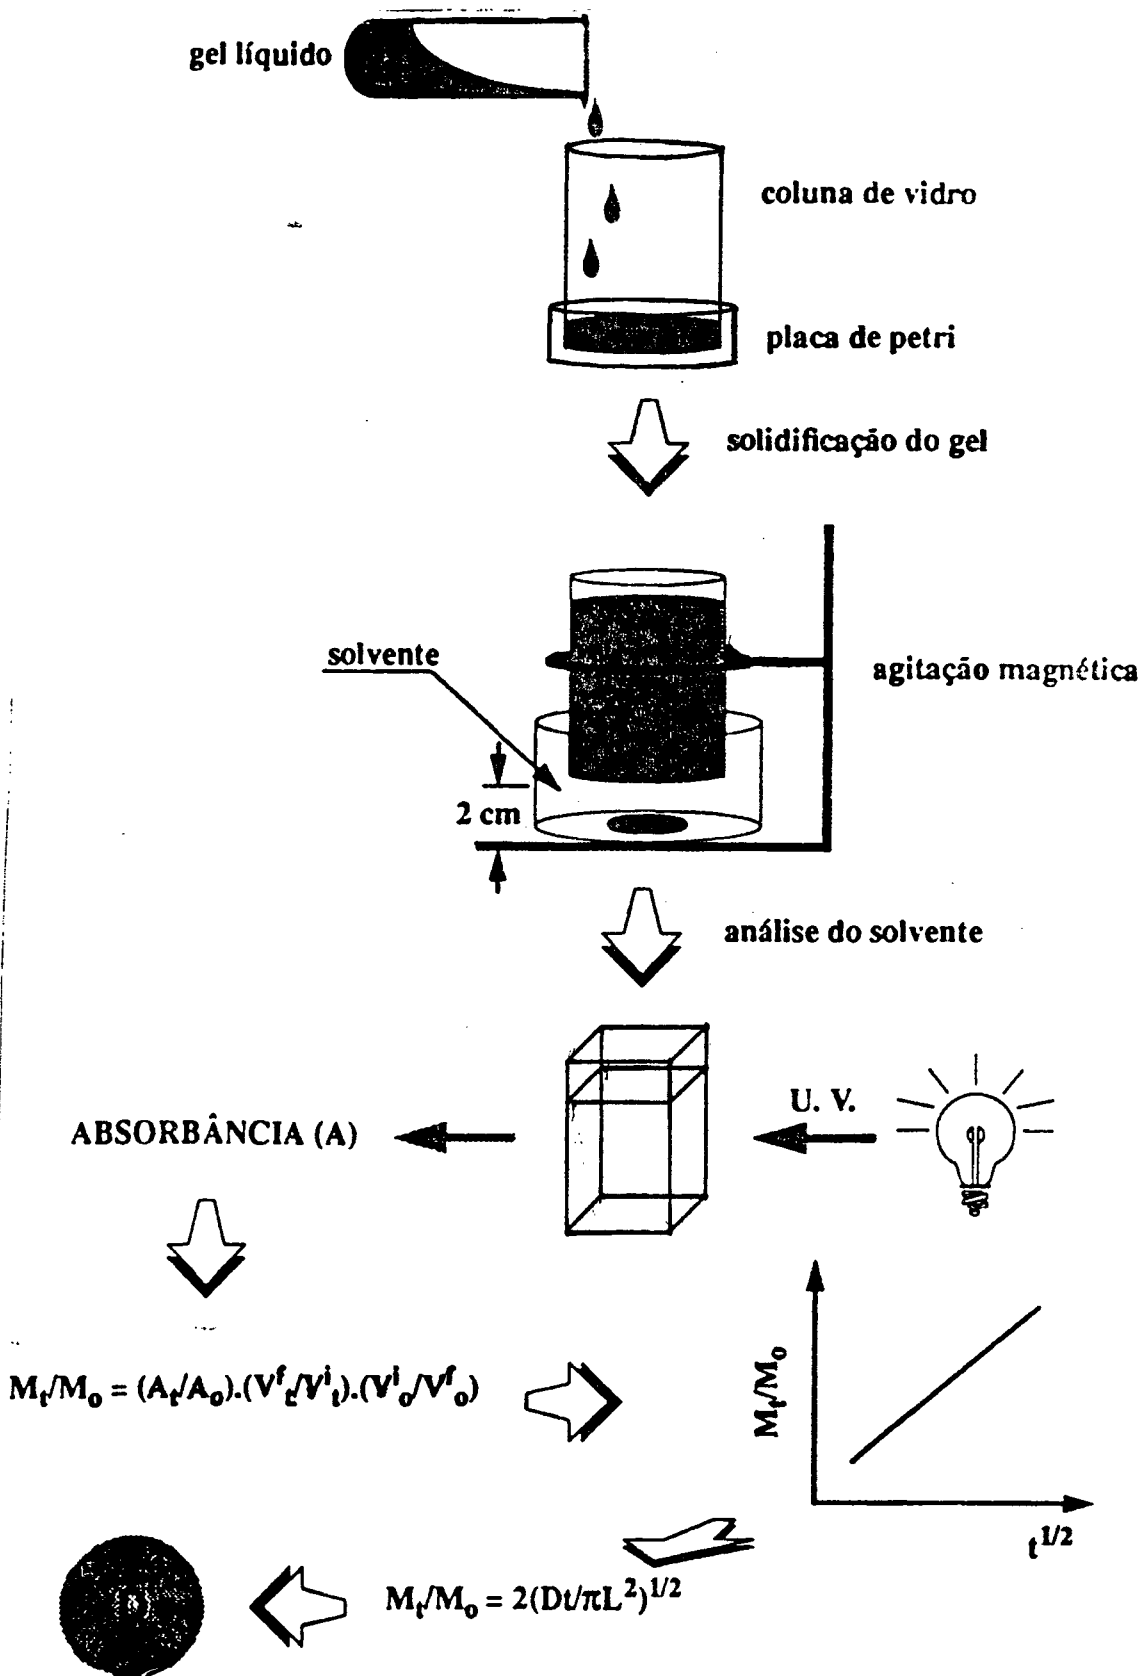 gel líquido
coluna de vidro
placa de petri
solidificação do gel
solvente
agitação magnética
2 cm
análise do solvente
U. V.
ABSORBÂNCIA (A)
Mₜ/Mₒ = (Aₜ/Aₒ).(Vᶠₜ/Vⁱₜ).(Vⁱₒ/Vᶠₒ)
Mₜ/Mₒ
t^1/2
Mₜ/Mₒ = 2(Dt/πL²)^1/2